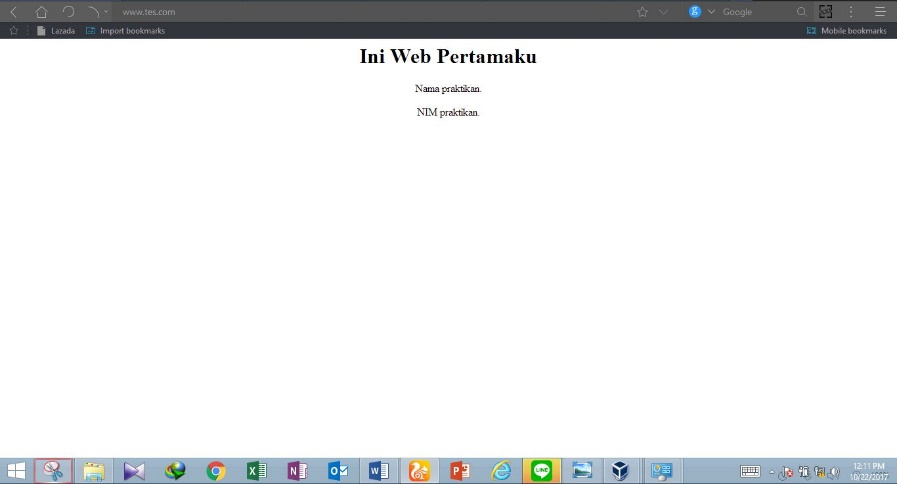 www.tes.com
Google
Lazada
Import bookmarks
Mobile bookmarks
Ini Web Pertamaku
Nama praktikan.
NIM praktikan.
LINE
12:11 PM
10/22/2017